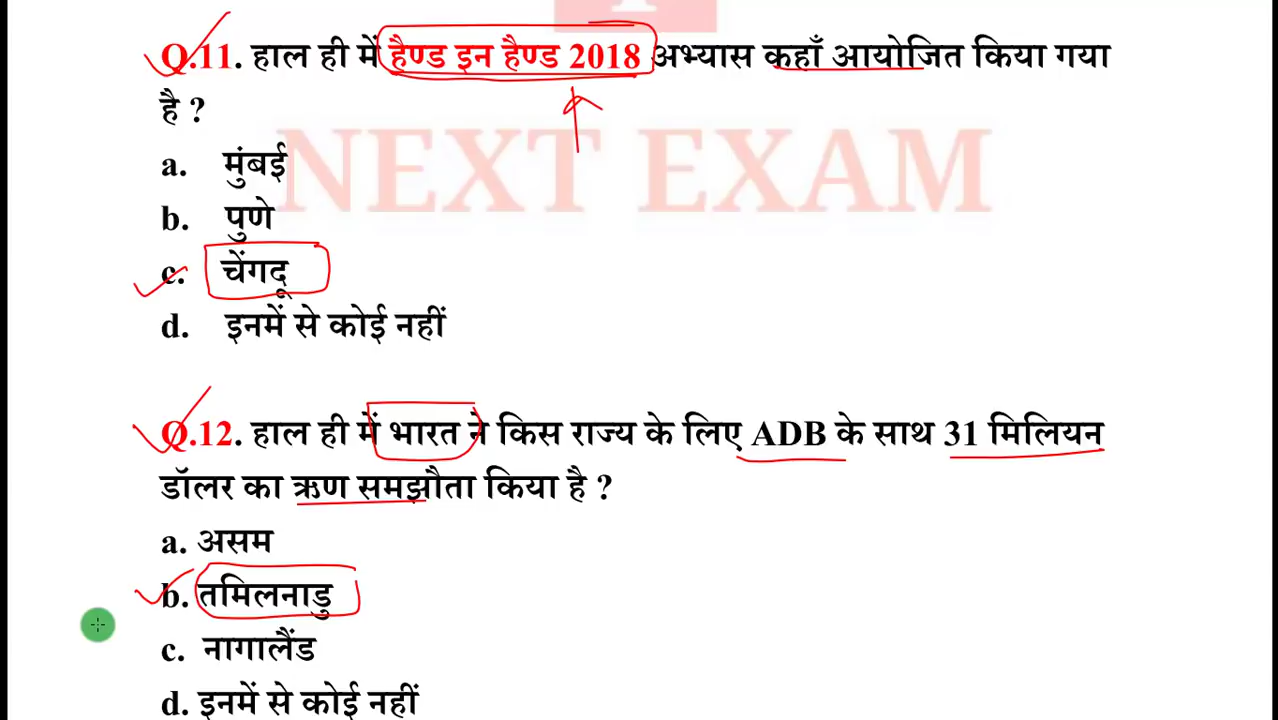 Q.11. हाल ही में हैण्ड इन हैण्ड 2018 अभ्यास कहाँ आयोजित किया गया
है ?
NEXT EXAM
a. मुंबई
b. पुणे
c. चेंगदू
d. इनमें से कोई नहीं
Q.12. हाल ही में भारत ने किस राज्य के लिए ADB के साथ 31 मिलियन
डॉलर का ऋण समझौता किया है ?
a. असम
b. तमिलनाडु
c. नागालैंड
d. इनमें से कोई नहीं